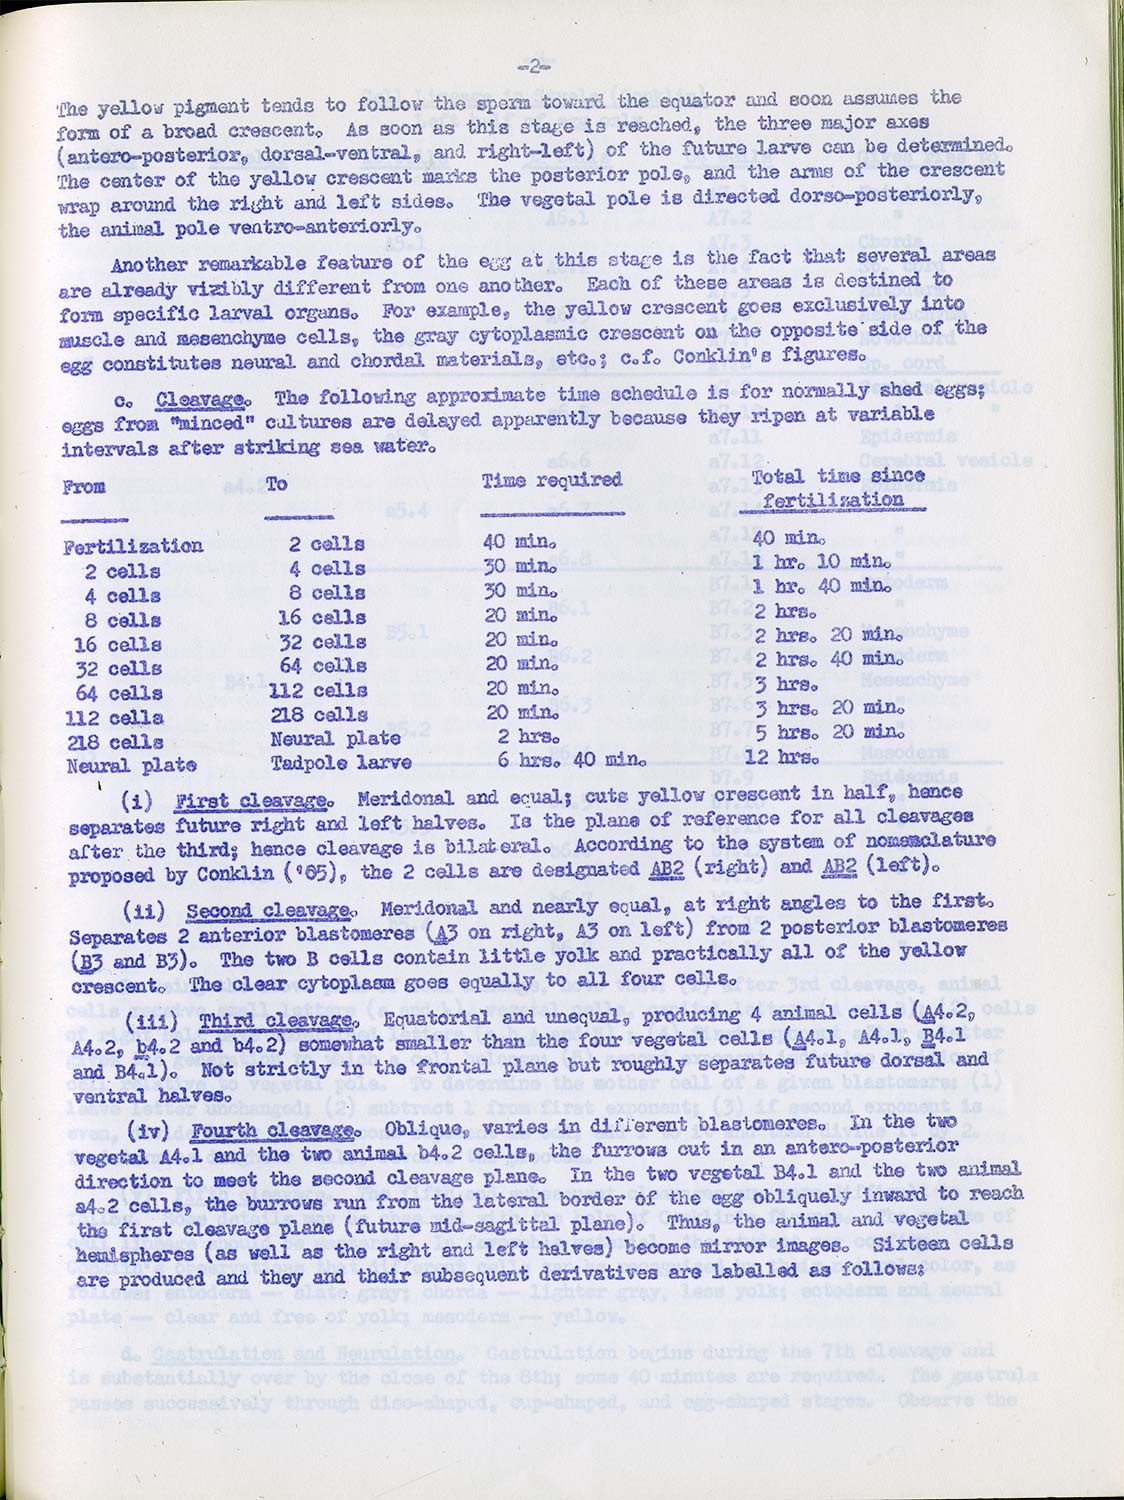 -2-
The yellow pigment tends to follow the sperm toward the equator and soon assumes the
form of a broad crescent. As soon as this stage is reached, the three major axes
(antero-posterior, dorsal-ventral, and right-left) of the future larve can be determined.
The center of the yellow crescent marks the posterior pole, and the arms of the crescent
wrap around the right and left sides. The vegetal pole is directed dorso-posteriorly,
the animal pole ventro-anteriorly.
Another remarkable feature of the egg at this stage is the fact that several areas
are already vizibly different from one another. Each of these areas is destined to
form specific larval organs. For example, the yellow crescent goes exclusively into
muscle and mesenchyme cells, the gray cytoplasmic crescent on the opposite side of the
egg constitutes neural and chordal materials, etc.; c.f. Conklin's figures.
c. Cleavage. The following approximate time schedule is for normally shed eggs;
eggs from "minced" cultures are delayed apparently because they ripen at variable
intervals after striking sea water.
From To Time required Total time since
fertilization
Fertilization 2 cells 40 min. 40 min.
2 cells 4 cells 30 min. 1 hr. 10 min.
4 cells 8 cells 30 min. 1 hr. 40 min.
8 cells 16 cells 20 min. 2 hrs.
16 cells 32 cells 20 min. 2 hrs. 20 min.
32 cells 64 cells 20 min. 2 hrs. 40 min.
64 cells 112 cells 20 min. 3 hrs.
112 cells 218 cells 20 min. 3 hrs. 20 min.
218 cells Neural plate 2 hrs. 5 hrs. 20 min.
Neural plate Tadpole larve 6 hrs. 40 min. 12 hrs.
(i) First cleavage. Meridonal and equal; cuts yellow crescent in half, hence
separates future right and left halves. Is the plane of reference for all cleavages
after the third; hence cleavage is bilateral. According to the system of nomemclature
proposed by Conklin ('05), the 2 cells are designated AB2 (right) and AB2 (left).
(ii) Second cleavage. Meridonal and nearly equal, at right angles to the first.
Separates 2 anterior blastomeres (A3 on right, A3 on left) from 2 posterior blastomeres
(B3 and B3). The two B cells contain little yolk and practically all of the yellow
crescent. The clear cytoplasm goes equally to all four cells.
(iii) Third cleavage. Equatorial and unequal, producing 4 animal cells (A4.2,
A4.2, b4.2 and b4.2) somewhat smaller than the four vegetal cells (A4.1, A4.1, B4.1
and B4.1). Not strictly in the frontal plane but roughly separates future dorsal and
ventral halves.
(iv) Fourth cleavage. Oblique, varies in different blastomeres. In the two
vegetal A4.1 and the two animal b4.2 cells, the furrows cut in an antero-posterior
direction to meet the second cleavage plane. In the two vegetal B4.1 and the two animal
a4.2 cells, the burrows run from the lateral border of the egg obliquely inward to reach
the first cleavage plane (future mid-sagittal plane). Thus, the animal and vegetal
hemispheres (as well as the right and left halves) become mirror images. Sixteen cells
are produced and they and their subsequent derivatives are labelled as follows: